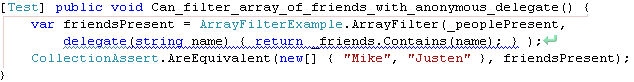 [Test] public void Can_filter_array_of_friends_with_anonymous_delegate() {
var friendsPresent = ArrayFilterExample.ArrayFilter(_peoplePresent,
delegate(string name) { return _friends.Contains(name); } );
CollectionAssert.AreEquivalent(new[] { "Mike", "Justen" }, friendsPresent);
}